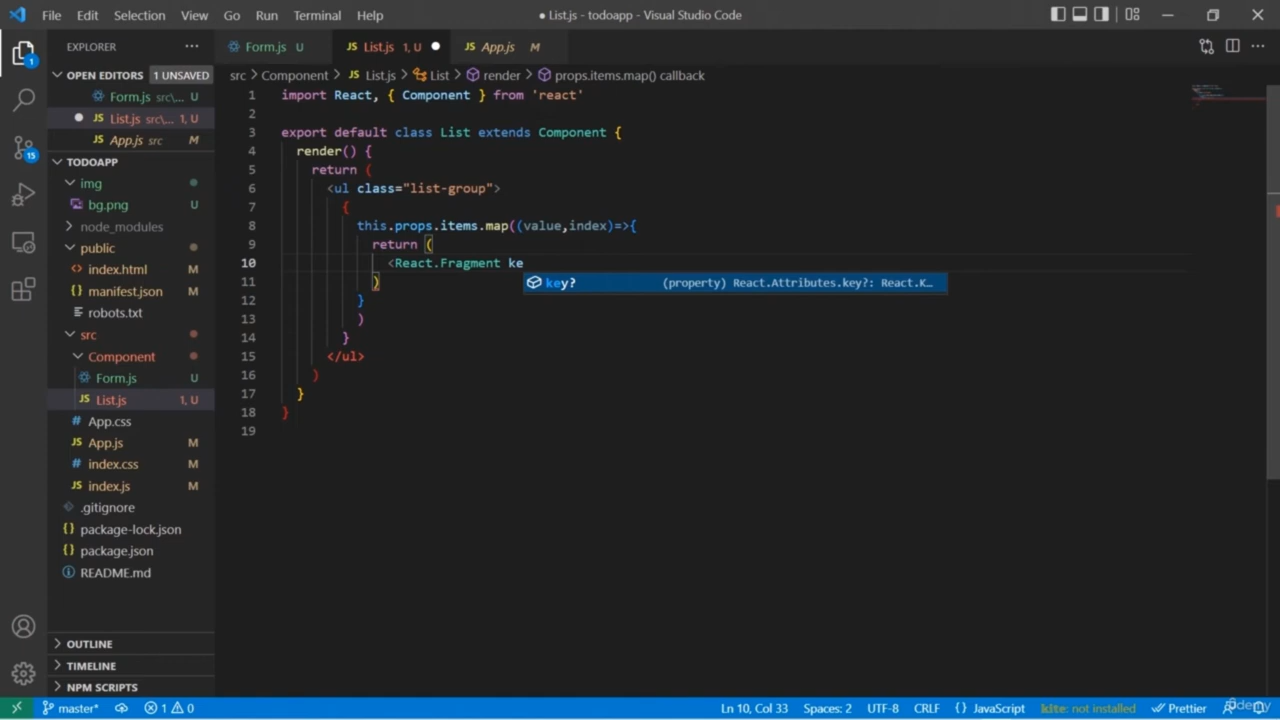 File Edit Selection View Go Run Terminal Help
● List.js - todoapp - Visual Studio Code
EXPLORER ···
Form.js U
JS List.js 1, U ●
JS App.js M
OPEN EDITORS 1 UNSAVED
Form.js src\... U
JS List.js src\... 1, U
JS App.js src M
TODOAPP
img
bg.png U
node_modules
public
index.html M
{} manifest.json M
robots.txt
src
Component
Form.js U
JS List.js 1, U
# App.css
JS App.js M
# index.css M
JS index.js M
.gitignore
{} package-lock.json
{} package.json
README.md
OUTLINE
TIMELINE
NPM SCRIPTS
src > Component > JS List.js > List > render > props.items.map() callback
1 import React, { Component } from 'react'
2
3 export default class List extends Component {
4 render() {
5 return (
6 <ul class="list-group">
7 {
8 this.props.items.map((value,index)=>{
9 return (
10 <React.Fragment ke
key? (property) React.Attributes.key?: React.K…
11 )
12 }
13 )
14 }
15 </ul>
16 )
17 }
18 }
19
1
15
master* 1 0
Ln 10, Col 33 Spaces: 2 UTF-8 CRLF {} JavaScript kite: not installed Prettier
Udemy